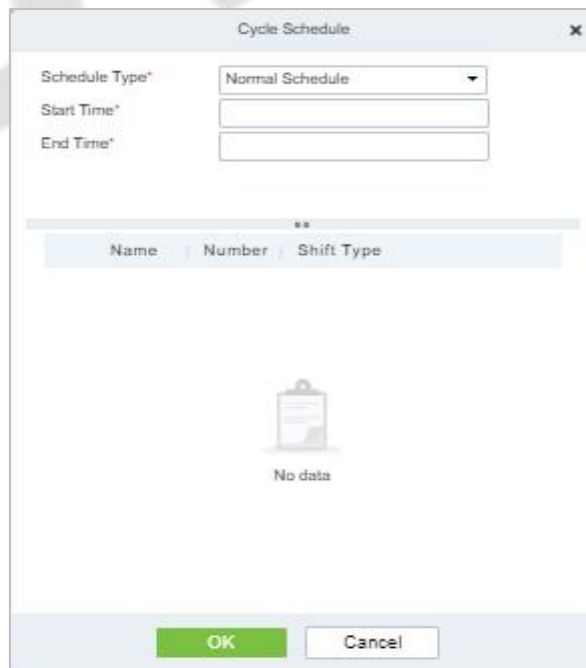 Cycle Schedule
Schedule Type* Normal Schedule
Start Time*
End Time*
Name Number Shift Type
No data
OK Cancel